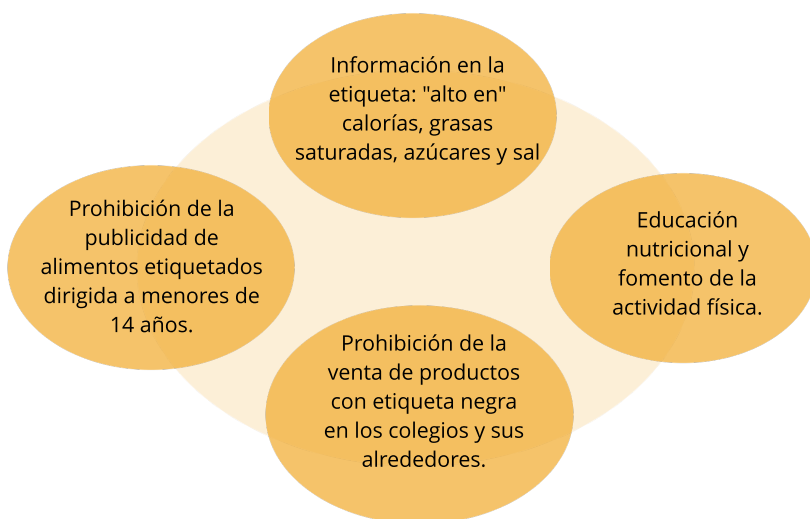 Información en la
etiqueta: "alto en"
calorías, grasas
saturadas, azúcares y sal
Prohibición de la
publicidad de
alimentos etiquetados
dirigida a menores de
14 años.
Educación
nutricional y
fomento de la
actividad física.
Prohibición de la
venta de productos
con etiqueta negra
en los colegios y sus
alrededores.